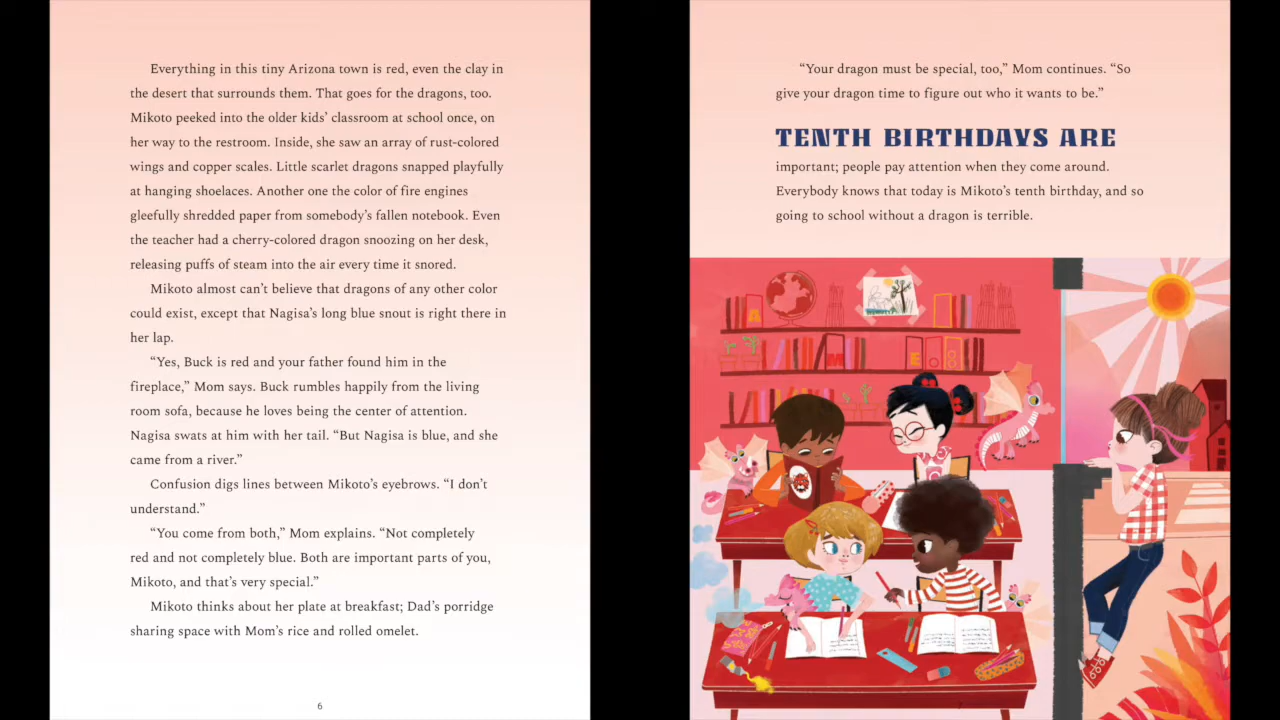 Everything in this tiny Arizona town is red, even the clay in
the desert that surrounds them. That goes for the dragons, too.
Mikoto peeked into the older kids’ classroom at school once, on
her way to the restroom. Inside, she saw an array of rust-colored
wings and copper scales. Little scarlet dragons snapped playfully
at hanging shoelaces. Another one the color of fire engines
gleefully shredded paper from somebody’s fallen notebook. Even
the teacher had a cherry-colored dragon snoozing on her desk,
releasing puffs of steam into the air every time it snored.
Mikoto almost can’t believe that dragons of any other color
could exist, except that Nagisa’s long blue snout is right there in
her lap.
“Yes, Buck is red and your father found him in the
fireplace,” Mom says. Buck rumbles happily from the living
room sofa, because he loves being the center of attention.
Nagisa swats at him with her tail. “But Nagisa is blue, and she
came from a river.”
Confusion digs lines between Mikoto’s eyebrows. “I don’t
understand.”
“You come from both,” Mom explains. “Not completely
red and not completely blue. Both are important parts of you,
Mikoto, and that’s very special.”
Mikoto thinks about her plate at breakfast; Dad’s porridge
sharing space with Mom’s rice and rolled omelet.
6
“Your dragon must be special, too,” Mom continues. “So
give your dragon time to figure out who it wants to be.”
TENTH BIRTHDAYS ARE
important; people pay attention when they come around.
Everybody knows that today is Mikoto’s tenth birthday, and so
going to school without a dragon is terrible.